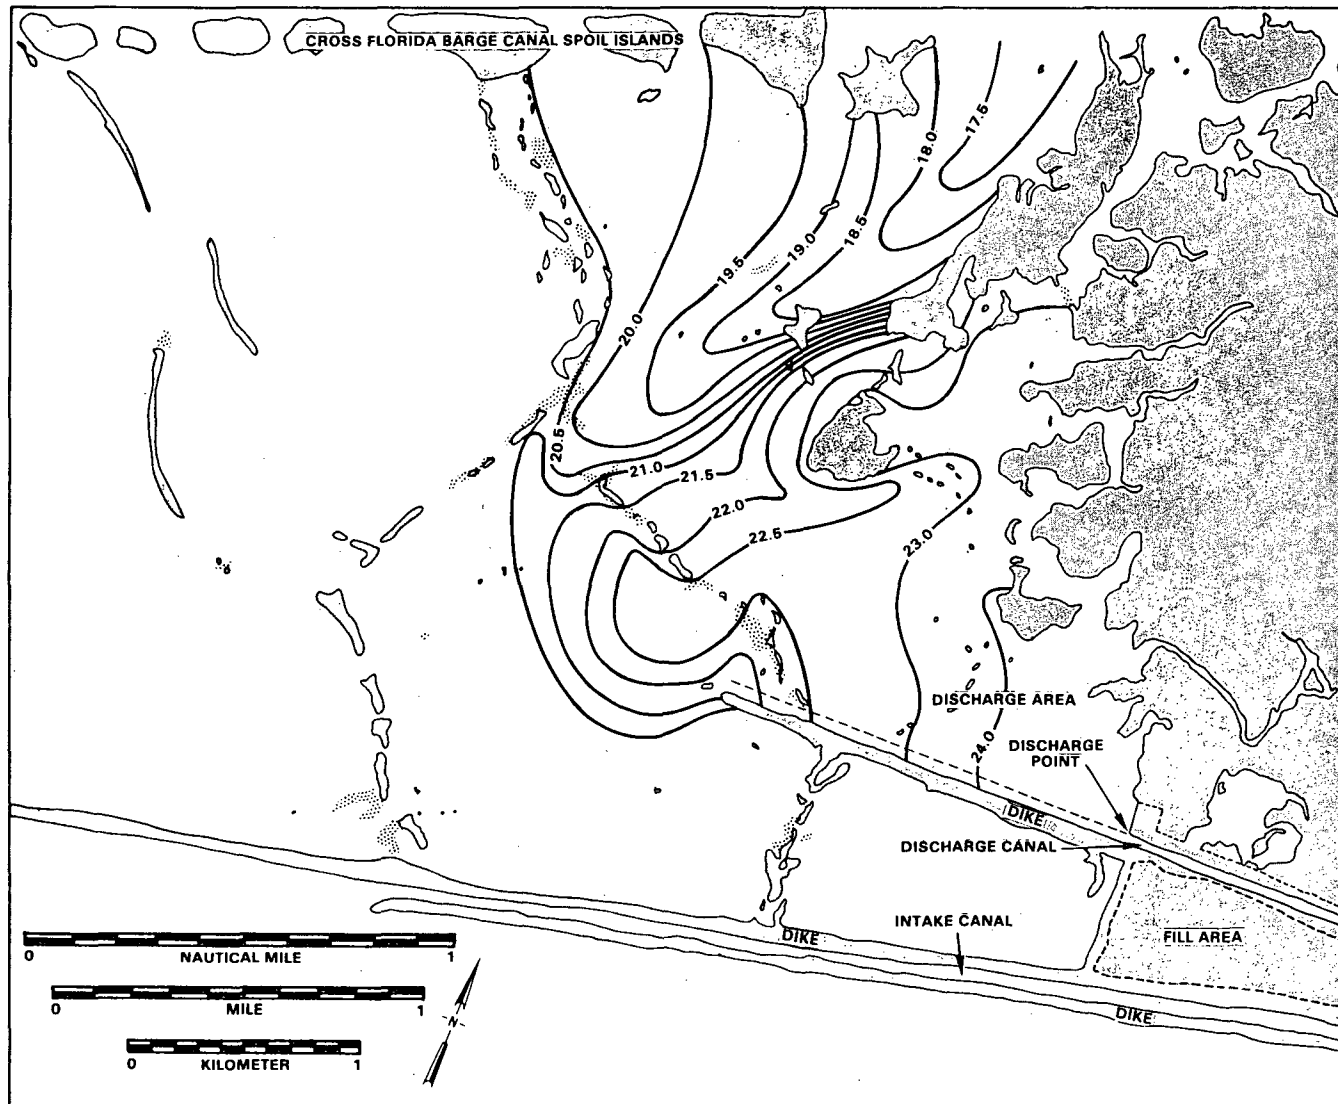 CROSS FLORIDA BARGE CANAL SPOIL ISLANDS
17.5
18.0
18.5
19.0
19.5
20.0
20.5
21.0
21.5
22.0
22.5
23.0
24.0
DISCHARGE AREA
DISCHARGE
POINT
DIKE
DISCHARGE CANAL
INTAKE CANAL
DIKE
FILL AREA
DIKE
0
NAUTICAL MILE
1
0
MILE
1
0
KILOMETER
1
N